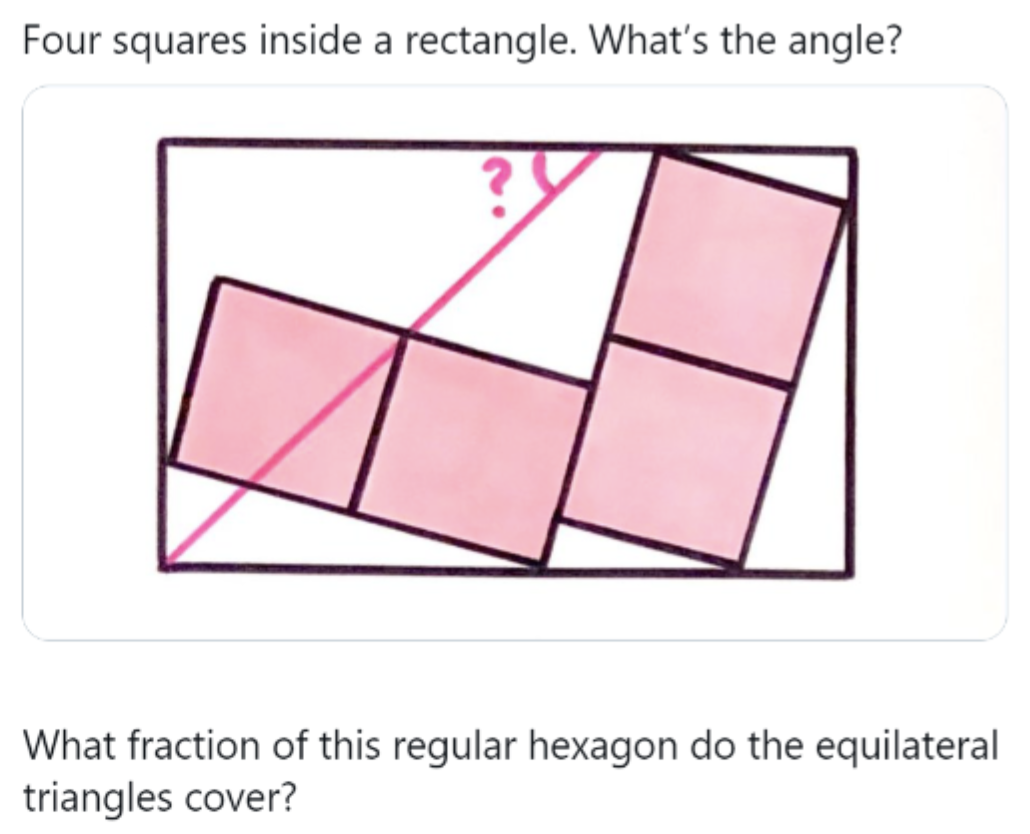 Four squares inside a rectangle. What's the angle?
?
What fraction of this regular hexagon do the equilateral
triangles cover?